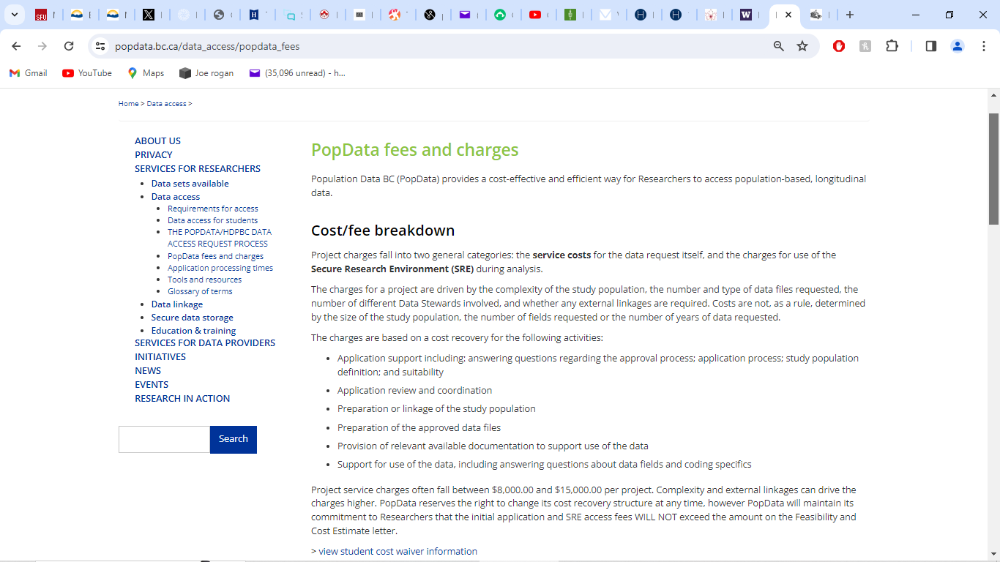 SFU
popdata.bc.ca/data_access/popdata_fees
Gmail
YouTube
Maps
Joe rogan
(35,096 unread) - h...
Home > Data access >
ABOUT US
PRIVACY
SERVICES FOR RESEARCHERS
Data sets available
Data access
Requirements for access
Data access for students
THE POPDATA/HDPBC DATA
ACCESS REQUEST PROCESS
PopData fees and charges
Application processing times
Tools and resources
Glossary of terms
Data linkage
Secure data storage
Education & training
SERVICES FOR DATA PROVIDERS
INITIATIVES
NEWS
EVENTS
RESEARCH IN ACTION
Search
PopData fees and charges
Population Data BC (PopData) provides a cost-effective and efficient way for Researchers to access population-based, longitudinal
data.
Cost/fee breakdown
Project charges fall into two general categories: the service costs for the data request itself, and the charges for use of the
Secure Research Environment (SRE) during analysis.
The charges for a project are driven by the complexity of the study population, the number and type of data files requested, the
number of different Data Stewards involved, and whether any external linkages are required. Costs are not, as a rule, determined
by the size of the study population, the number of fields requested or the number of years of data requested.
The charges are based on a cost recovery for the following activities:
Application support including: answering questions regarding the approval process; application process; study population
definition; and suitability
Application review and coordination
Preparation or linkage of the study population
Preparation of the approved data files
Provision of relevant available documentation to support use of the data
Support for use of the data, including answering questions about data fields and coding specifics
Project service charges often fall between $8,000.00 and $15,000.00 per project. Complexity and external linkages can drive the
charges higher. PopData reserves the right to change its cost recovery structure at any time, however PopData will maintain its
commitment to Researchers that the initial application and SRE access fees WILL NOT exceed the amount on the Feasibility and
Cost Estimate letter.
> view student cost waiver information